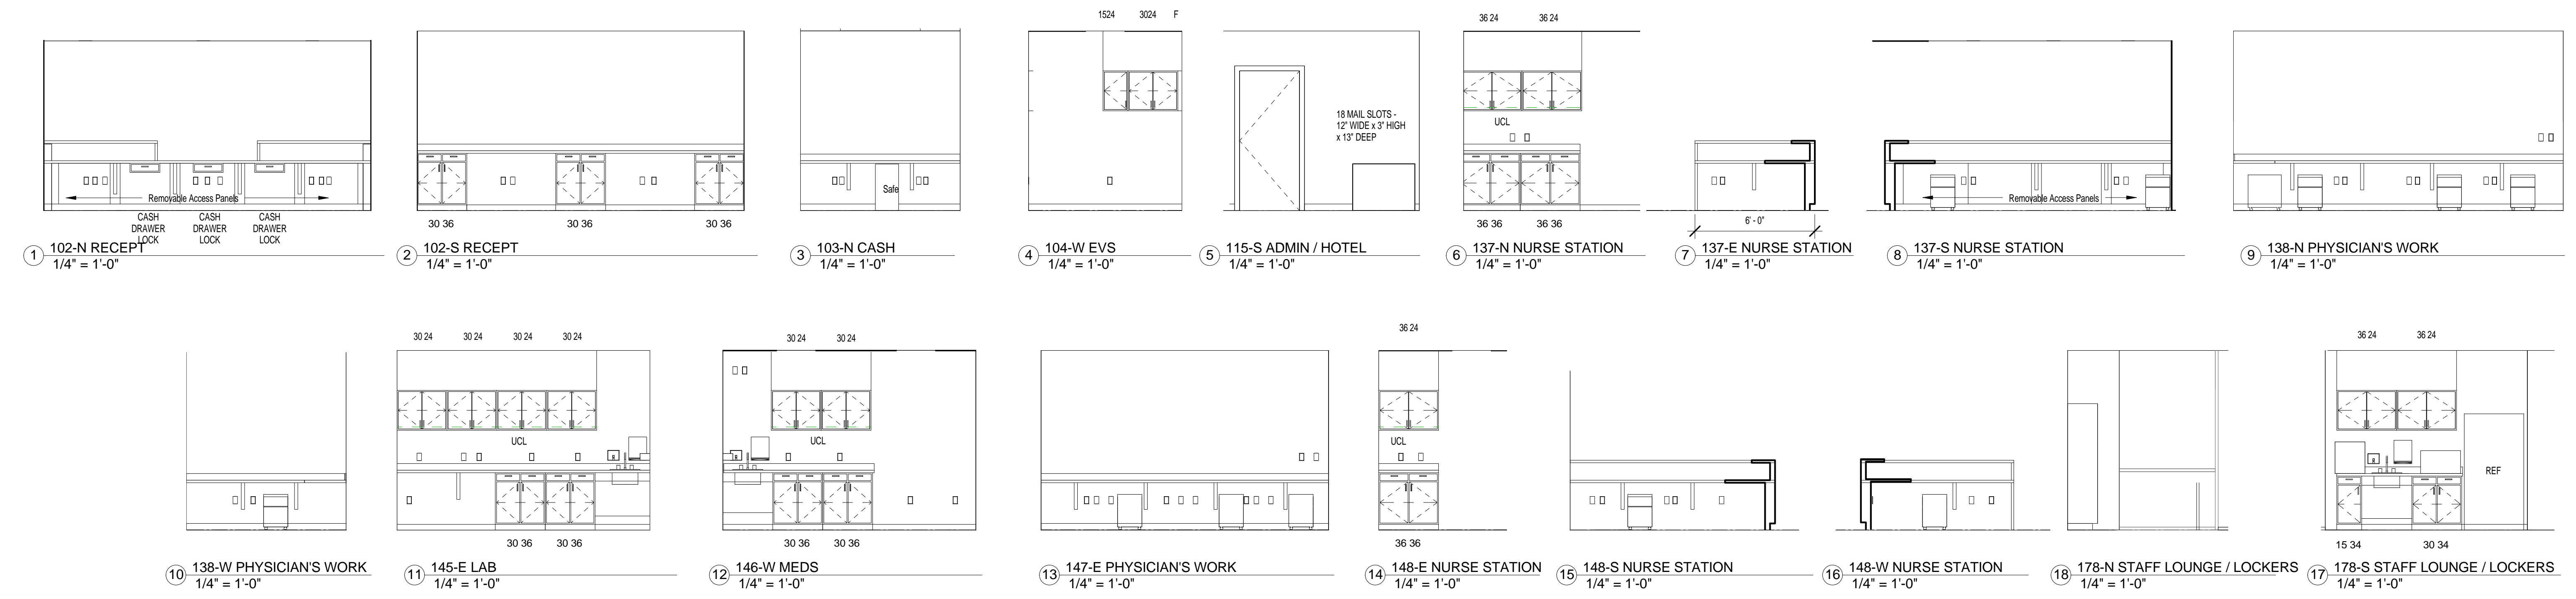 1524 3024 F
36 24 36 24
18 MAIL SLOTS -
12" WIDE x 3" HIGH
x 13" DEEP
UCL
Safe
Removable Access Panels
Removable Access Panels
CASH
DRAWER
LOCK
CASH
DRAWER
LOCK
CASH
DRAWER
LOCK
30 36 30 36 30 36
36 36 36 36
6' - 0"
1 102-N RECEPT
1/4" = 1'-0"
2 102-S RECEPT
1/4" = 1'-0"
3 103-N CASH
1/4" = 1'-0"
4 104-W EVS
1/4" = 1'-0"
5 115-S ADMIN / HOTEL
1/4" = 1'-0"
6 137-N NURSE STATION
1/4" = 1'-0"
7 137-E NURSE STATION
1/4" = 1'-0"
8 137-S NURSE STATION
1/4" = 1'-0"
9 138-N PHYSICIAN'S WORK
1/4" = 1'-0"
30 24 30 24 30 24 30 24
30 24 30 24
36 24
36 24 36 24
UCL
UCL
UCL
REF
30 36 30 36
30 36 30 36
36 36
15 34 30 34
10 138-W PHYSICIAN'S WORK
1/4" = 1'-0"
11 145-E LAB
1/4" = 1'-0"
12 146-W MEDS
1/4" = 1'-0"
13 147-E PHYSICIAN'S WORK
1/4" = 1'-0"
14 148-E NURSE STATION
1/4" = 1'-0"
15 148-S NURSE STATION
1/4" = 1'-0"
16 148-W NURSE STATION
1/4" = 1'-0"
18 178-N STAFF LOUNGE / LOCKERS
1/4" = 1'-0"
17 178-S STAFF LOUNGE / LOCKERS
1/4" = 1'-0"